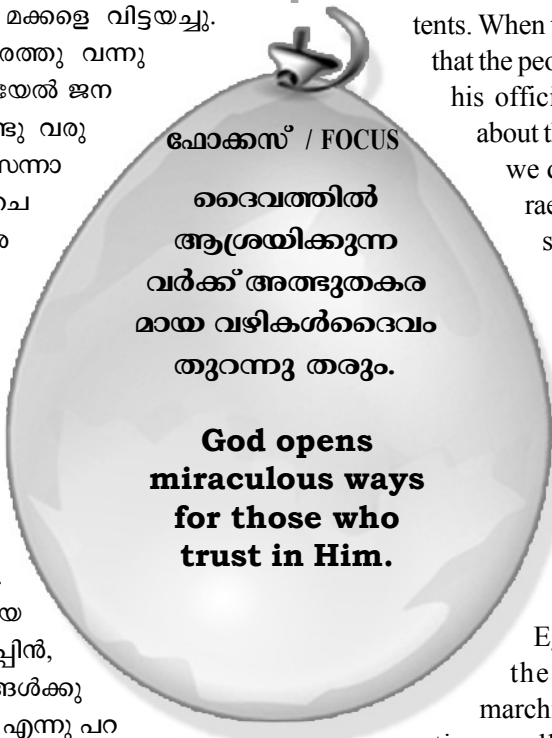 മക്കളെ വിട്ടയച്ചു.
രത്തു വന്നു
യേൽ ജന
ണ്ടു വരു
സന്നാ
tents. When
that the peo
his offici
about th
we
rae
s
ഫോക്കസ് / FOCUS
ദൈവത്തിൽ
ആശ്രയിക്കുന്ന
വർക്ക് അത്ഭുതകര
മായ വഴികൾദൈവം
തുറന്നു തരും.
God opens
miraculous ways
for those who
trust in Him.
യ
പ്പിൻ,
ങ്ങൾക്കു
എന്നു പറ
the
march